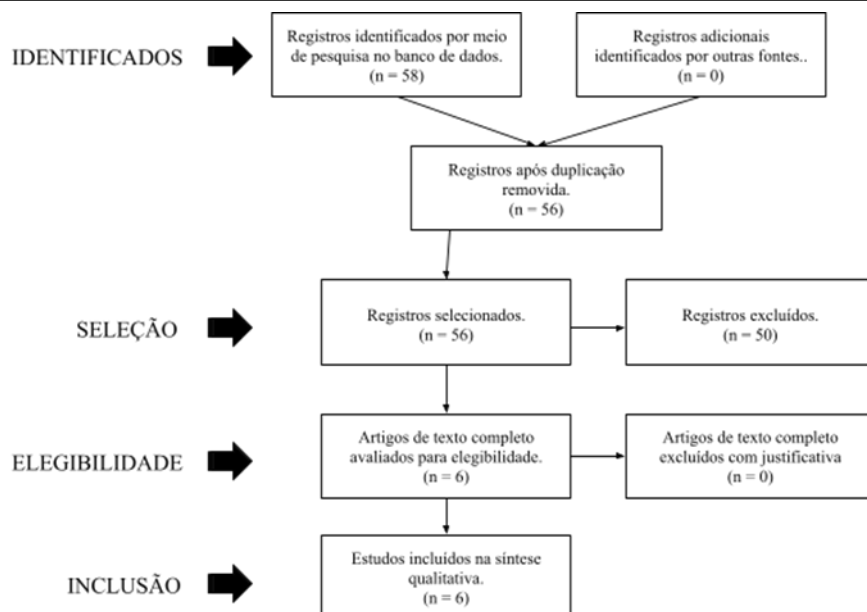 IDENTIFICADOS
Registros identificados por meio
de pesquisa no banco de dados.
(n = 58)
Registros adicionais
identificados por outras fontes..
(n = 0)
Registros após duplicação
removida.
(n = 56)
SELEÇÃO
Registros selecionados.
(n = 56)
Registros excluídos.
(n = 50)
ELEGIBILIDADE
Artigos de texto completo
avaliados para elegibilidade.
(n = 6)
Artigos de texto completo
excluídos com justificativa
(n = 0)
INCLUSÃO
Estudos incluídos na síntese
qualitativa.
(n = 6)